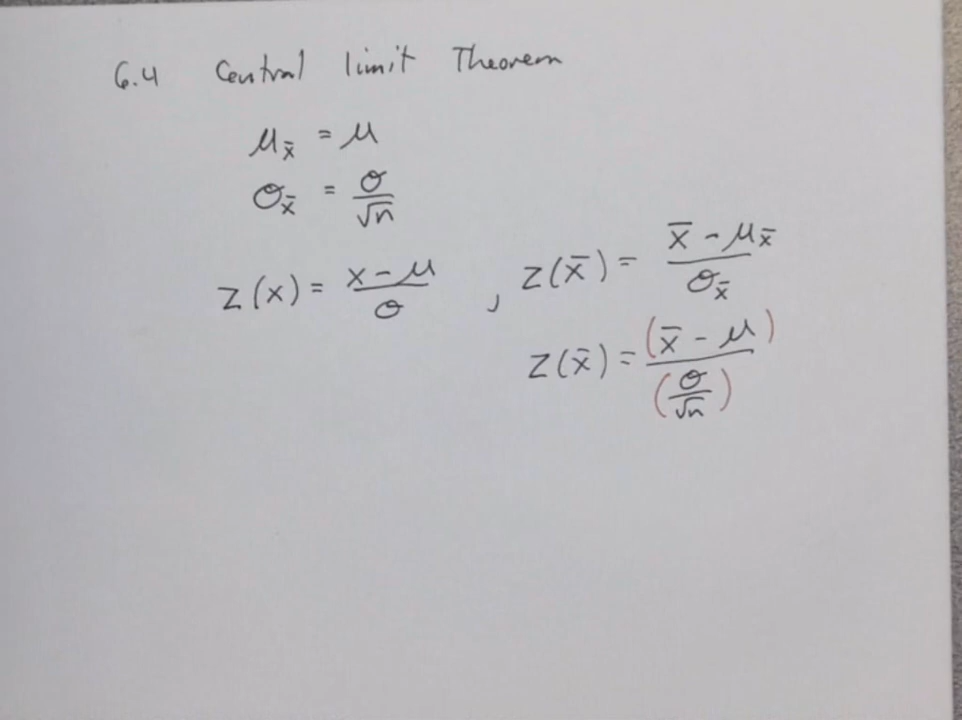 6.4 Central limit Theorem
μx̄ = μ
σx̄ = σ/√n
z(x) = x-μ/σ , z(x̄) = x̄-μx̄/σx̄
z(x̄) = (x̄-μ)/(σ/√n)